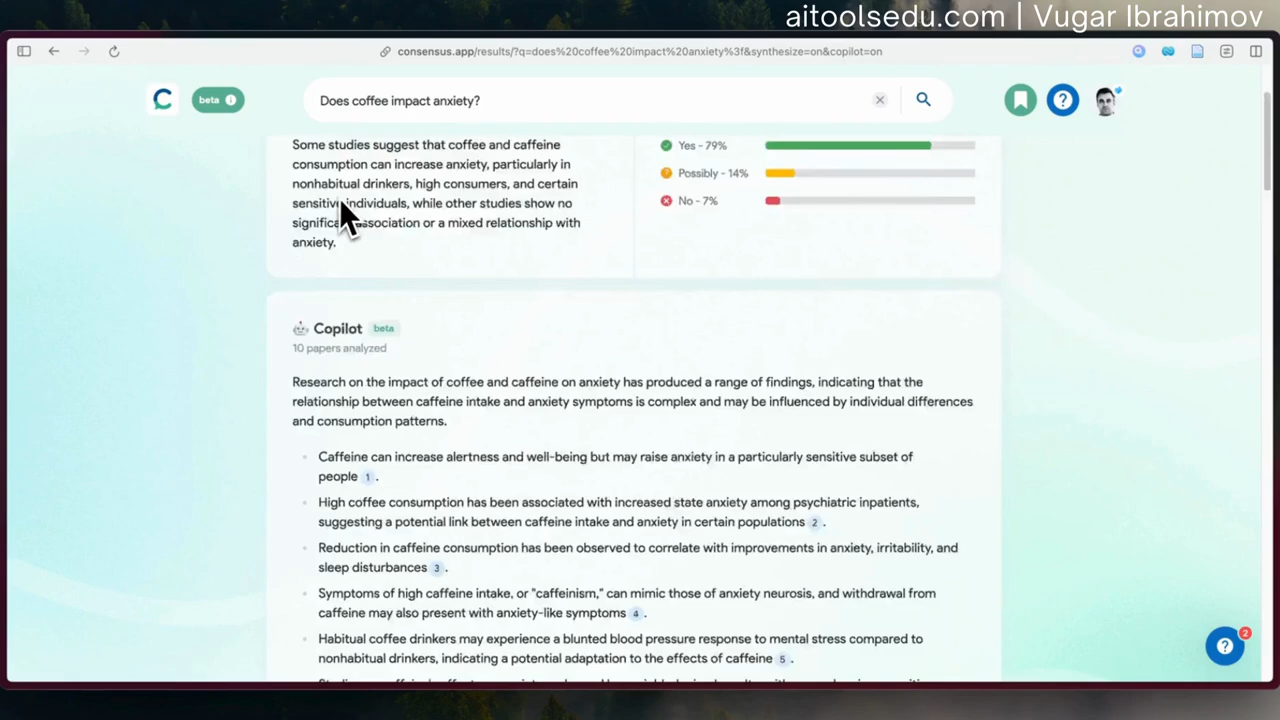 aitoolsedu.com | Vugar Ibrahimov
consensus.app/results/?q=does%20coffee%20impact%20anxiety%3f&synthesize=on&copilot=on
beta
Does coffee impact anxiety?
Some studies suggest that coffee and caffeine
consumption can increase anxiety, particularly in
nonhabitual drinkers, high consumers, and certain
sensitive individuals, while other studies show no
association or a mixed relationship with
anxiety.
Yes - 79%
Possibly - 14%
No - 7%
Copilot beta
10 papers analyzed
Research on the impact of coffee and caffeine on anxiety has produced a range of findings, indicating that the
relationship between caffeine intake and anxiety symptoms is complex and may be influenced by individual differences
and consumption patterns.
Caffeine can increase alertness and well-being but may raise anxiety in a particularly sensitive subset of
people 1 .
High coffee consumption has been associated with increased state anxiety among psychiatric inpatients,
suggesting a potential link between caffeine intake and anxiety in certain populations 2 .
Reduction in caffeine consumption has been observed to correlate with improvements in anxiety, irritability, and
sleep disturbances 3 .
Symptoms of high caffeine intake, or "caffeinism," can mimic those of anxiety neurosis, and withdrawal from
caffeine may also present with anxiety-like symptoms 4 .
Habitual coffee drinkers may experience a blunted blood pressure response to mental stress compared to
nonhabitual drinkers, indicating a potential adaptation to the effects of caffeine 5 .
2